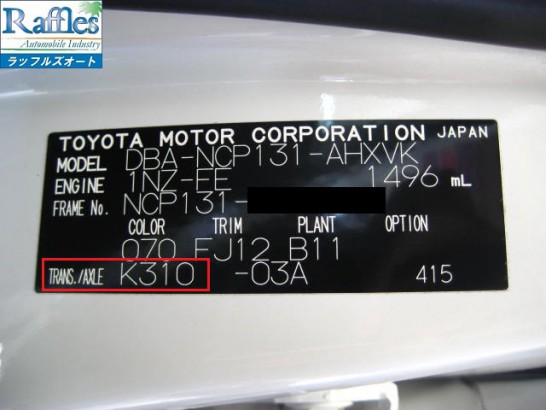 Raffles
Automobile Industry
ラッフルズオート
TOYOTA MOTOR CORPORATION JAPAN
MODEL DBA-NCP131-AHXVK
ENGINE 1NZ-FE 1496 mL
FRAME No. NCP131-
COLOR TRIM PLANT OPTION
070 FJ12 B11
TRANS./AXLE K310 -03A 415